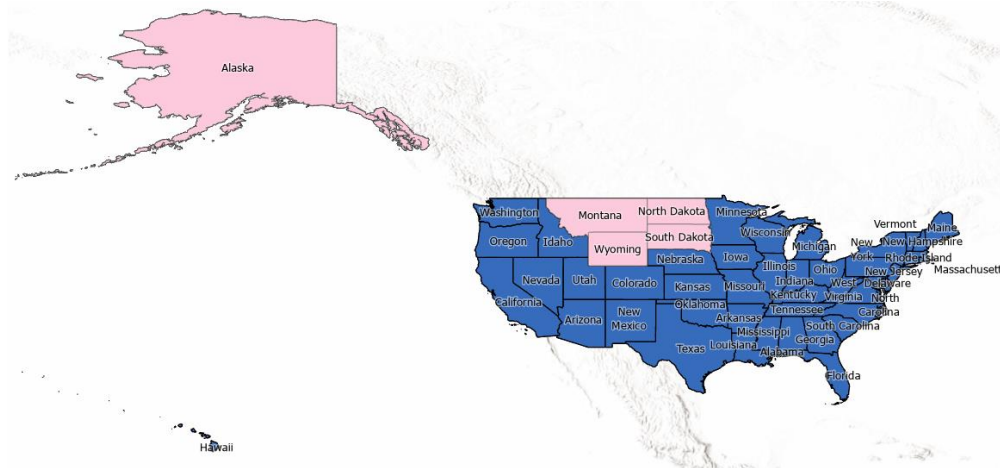 Alaska
Washington
Montana
North Dakota
Minnesota
Vermont
Maine
Oregon
Idaho
Wyoming
South Dakota
Wisconsin
Michigan
New
York
New Hampshire
Rhode Island
Massachusett
Nebraska
Iowa
Illinois
Indiana
Ohio
New Jersey
Delaware
Nevada
Utah
Colorado
Kansas
Missouri
Kentucky
West
Virginia
North
Carolina
California
Arizona
New
Mexico
Oklahoma
Arkansas
Tennessee
South Carolina
Texas
Louisiana
Mississippi
Alabama
Georgia
Florida
Hawaii